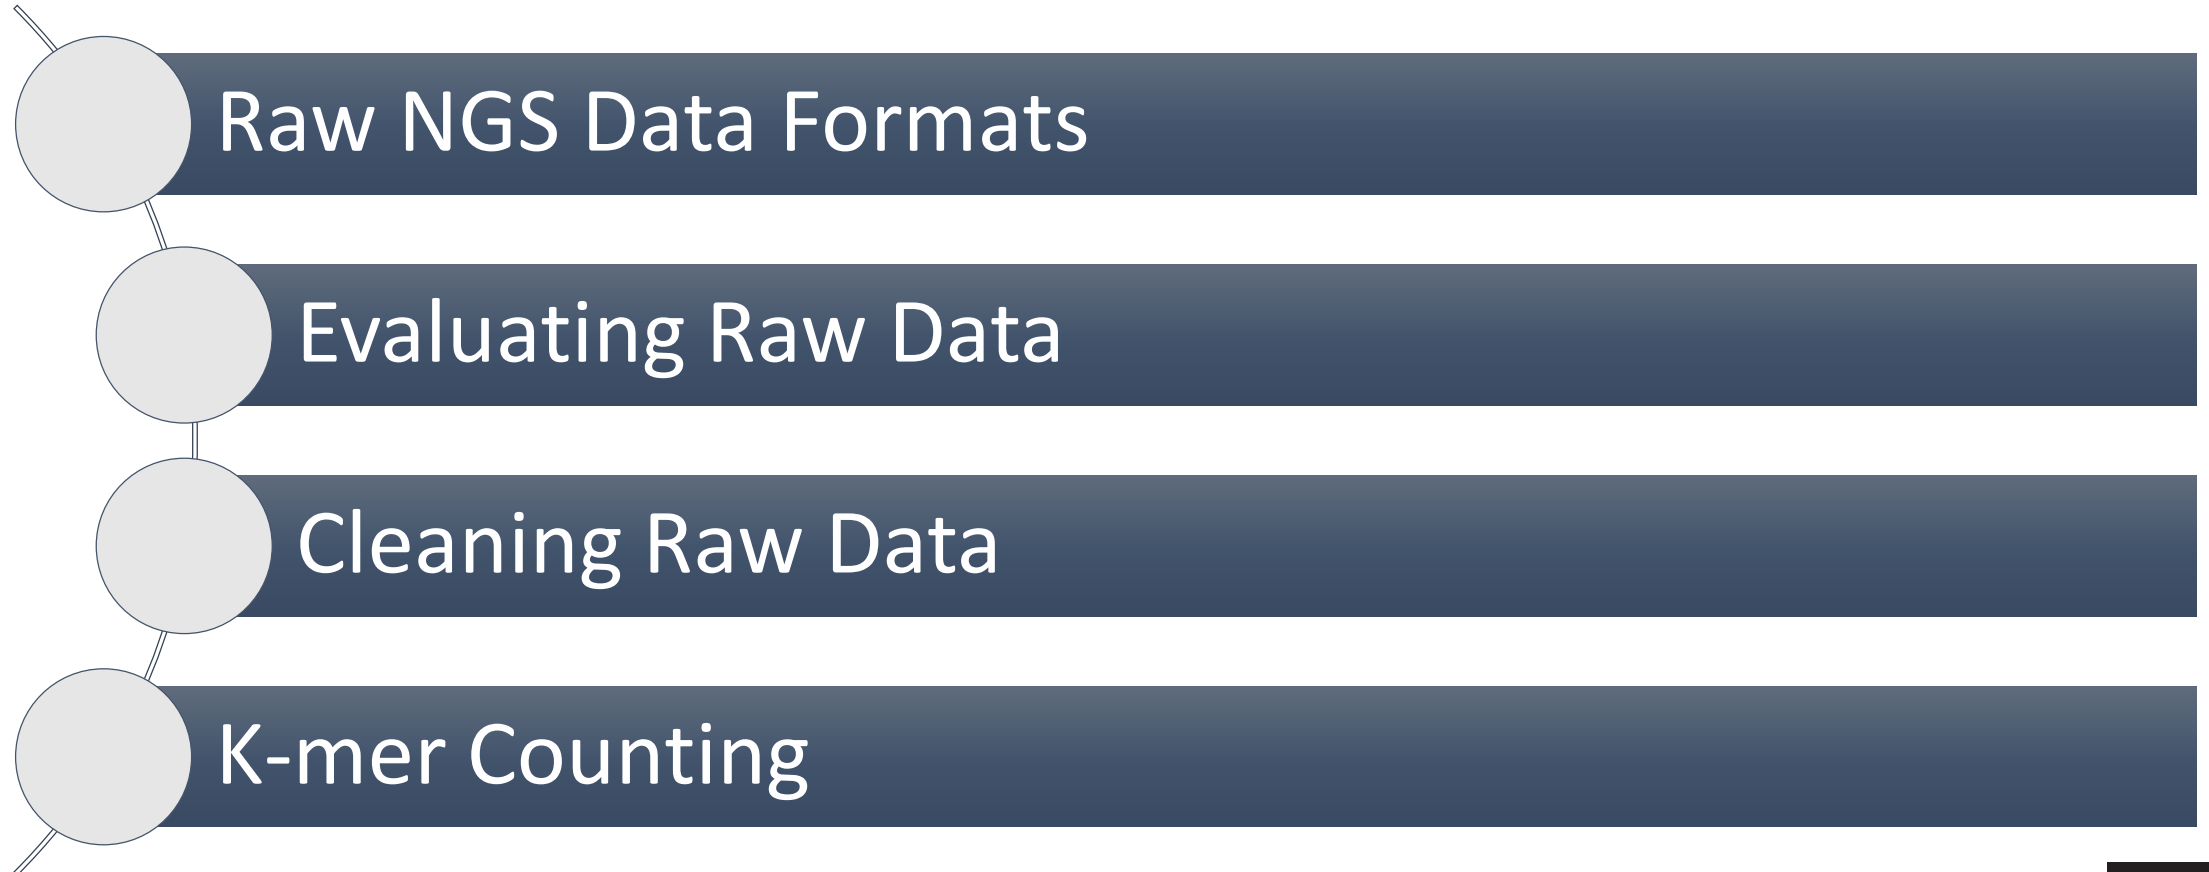 Raw NGS Data Formats
Evaluating Raw Data
Cleaning Raw Data
K-mer Counting